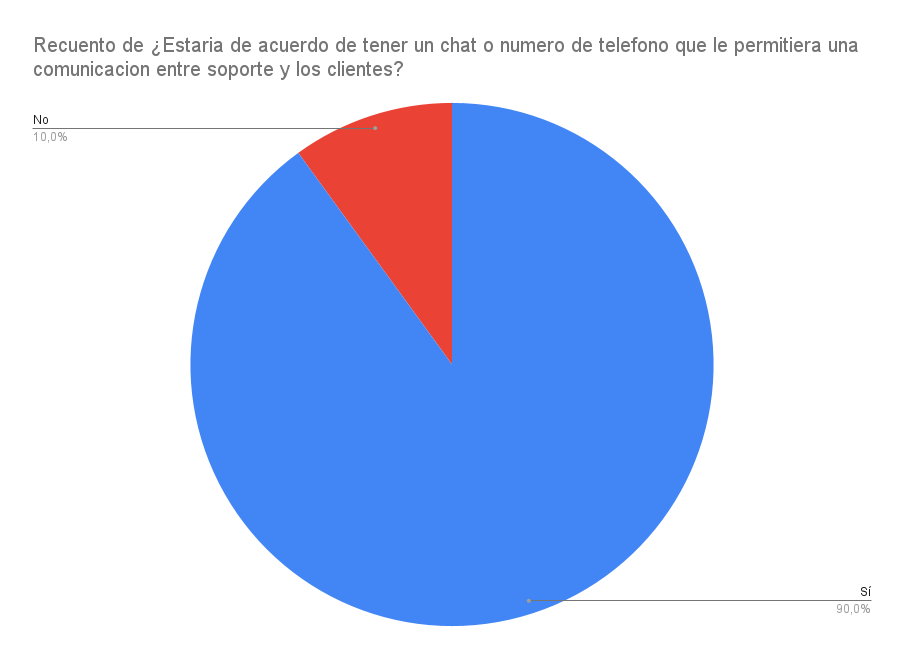 Recuento de ¿Estaria de acuerdo de tener un chat o numero de telefono que le permitiera una
comunicacion entre soporte y los clientes?
No
10,0%
Sí
90,0%